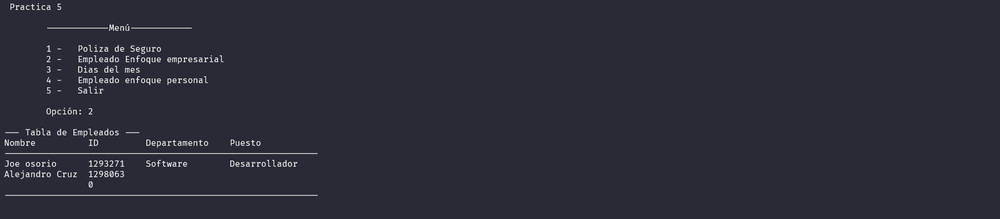 Practica 5
------------Menú------------
1 - Poliza de Seguro
2 - Empleado Enfoque empresarial
3 - Dias del mes
4 - Empleado enfoque personal
5 - Salir
Opción: 2
--- Tabla de Empleados ---
Nombre ID Departamento Puesto
------------------------------------------------------------
Joe osorio 1293271 Software Desarrollador
Alejandro Cruz 1298063
0
------------------------------------------------------------